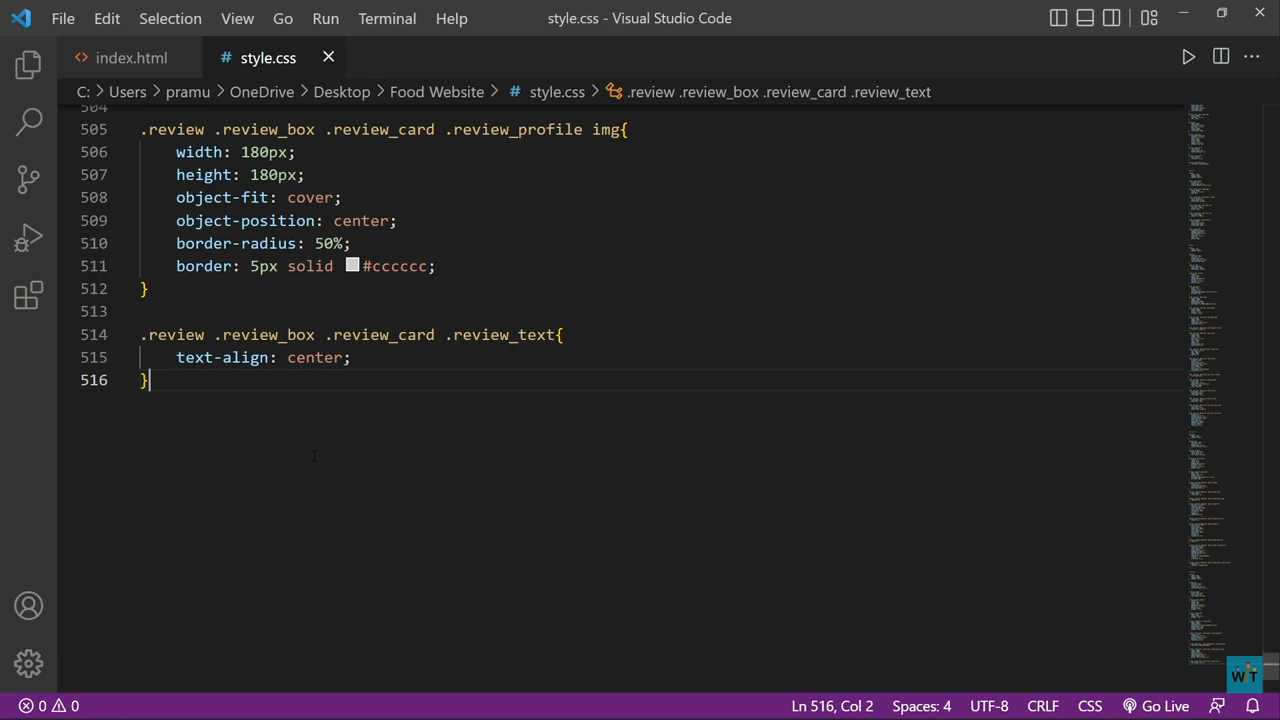 File Edit Selection View Go Run Terminal Help style.css - Visual Studio Code
index.html # style.css
C: > Users > pramu > OneDrive > Desktop > Food Website > # style.css > .review .review_box .review_card .review_text
504
505 .review .review_box .review_card .review_profile img{
506 width: 180px;
507 height: 180px;
508 object-fit: cover;
509 object-position: center;
510 border-radius: 50%;
511 border: 5px solid #cccccc;
512 }
513
514 .review .review_box .review_card .review_text{
515 text-align: center;
516 }
WT
0 0 Ln 516, Col 2 Spaces: 4 UTF-8 CRLF CSS Go Live